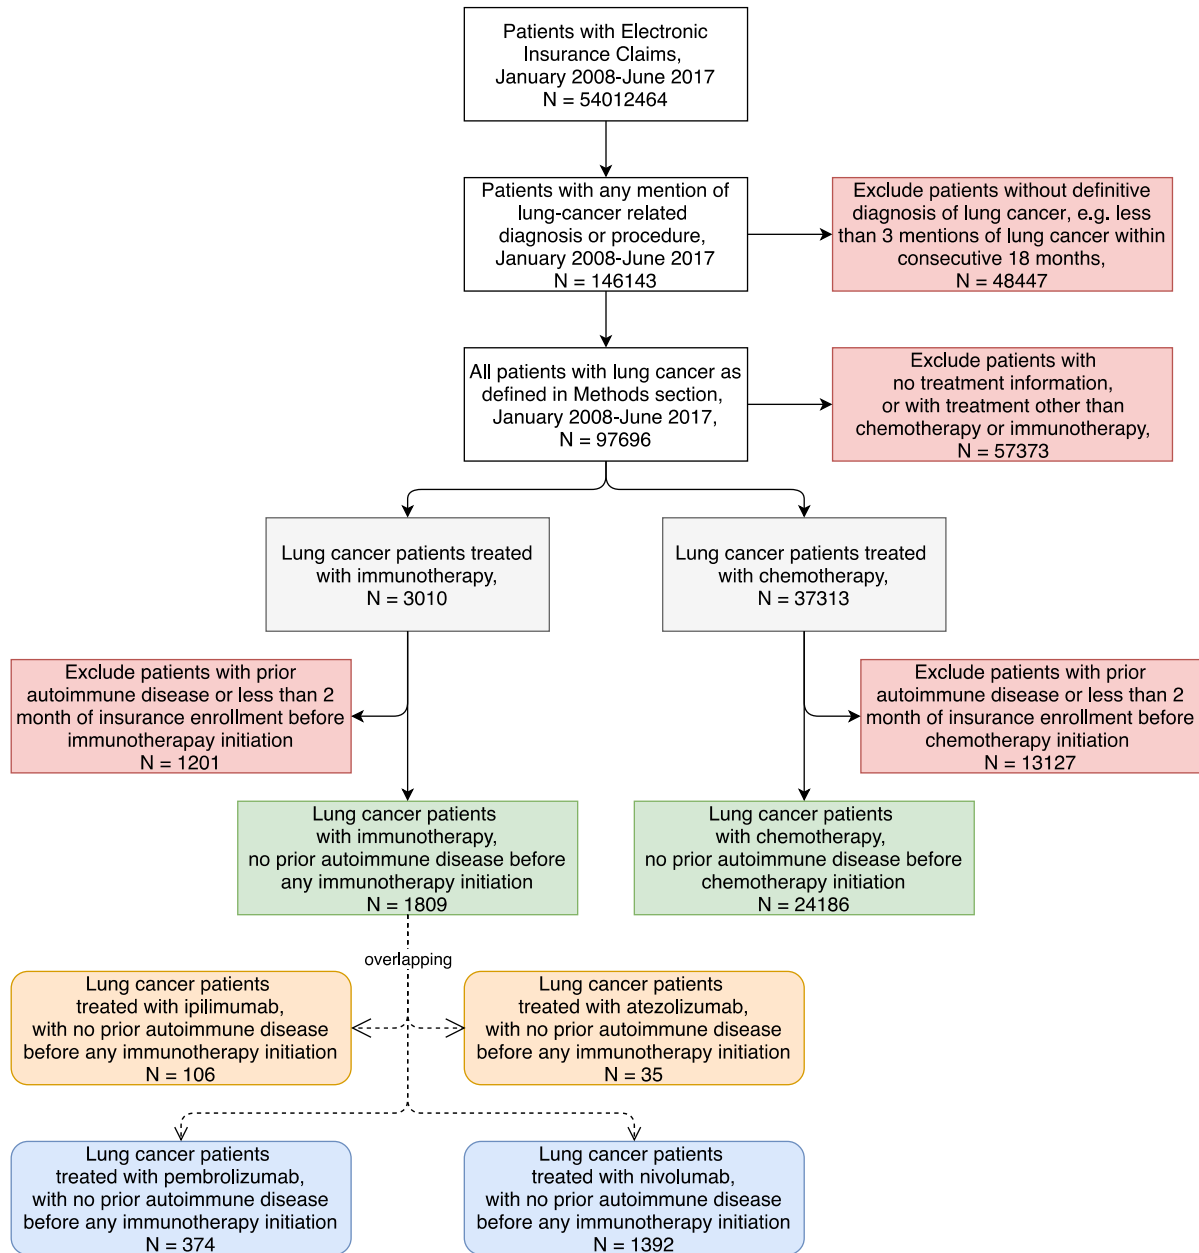 Patients with Electronic
Insurance Claims,
January 2008-June 2017
N = 54012464
Patients with any mention of
lung-cancer related
diagnosis or procedure,
January 2008-June 2017
N = 146143
Exclude patients without definitive
diagnosis of lung cancer, e.g. less
than 3 mentions of lung cancer within
consecutive 18 months,
N = 48447
All patients with lung cancer as
defined in Methods section,
January 2008-June 2017,
N = 97696
Exclude patients with
no treatment information,
or with treatment other than
chemotherapy or immunotherapy,
N = 57373
Lung cancer patients treated
with immunotherapy,
N = 3010
Lung cancer patients treated
with chemotherapy,
N = 37313
Exclude patients with prior
autoimmune disease or less than 2
month of insurance enrollment before
immunotherapay initiation
N = 1201
Exclude patients with prior
autoimmune disease or less than 2
month of insurance enrollment before
chemotherapy initiation
N = 13127
Lung cancer patients
with immunotherapy,
no prior autoimmune disease before
any immunotherapy initiation
N = 1809
Lung cancer patients
with chemotherapy,
no prior autoimmune disease before
chemotherapy initiation
N = 24186
overlapping
Lung cancer patients
treated with ipilimumab,
with no prior autoimmune disease
before any immunotherapy initiation
N = 106
Lung cancer patients
treated with atezolizumab,
with no prior autoimmune disease
before any immunotherapy initiation
N = 35
Lung cancer patients
treated with pembrolizumab,
with no prior autoimmune disease
before any immunotherapy initiation
N = 374
Lung cancer patients
treated with nivolumab,
with no prior autoimmune disease
before any immunotherapy initiation
N = 1392